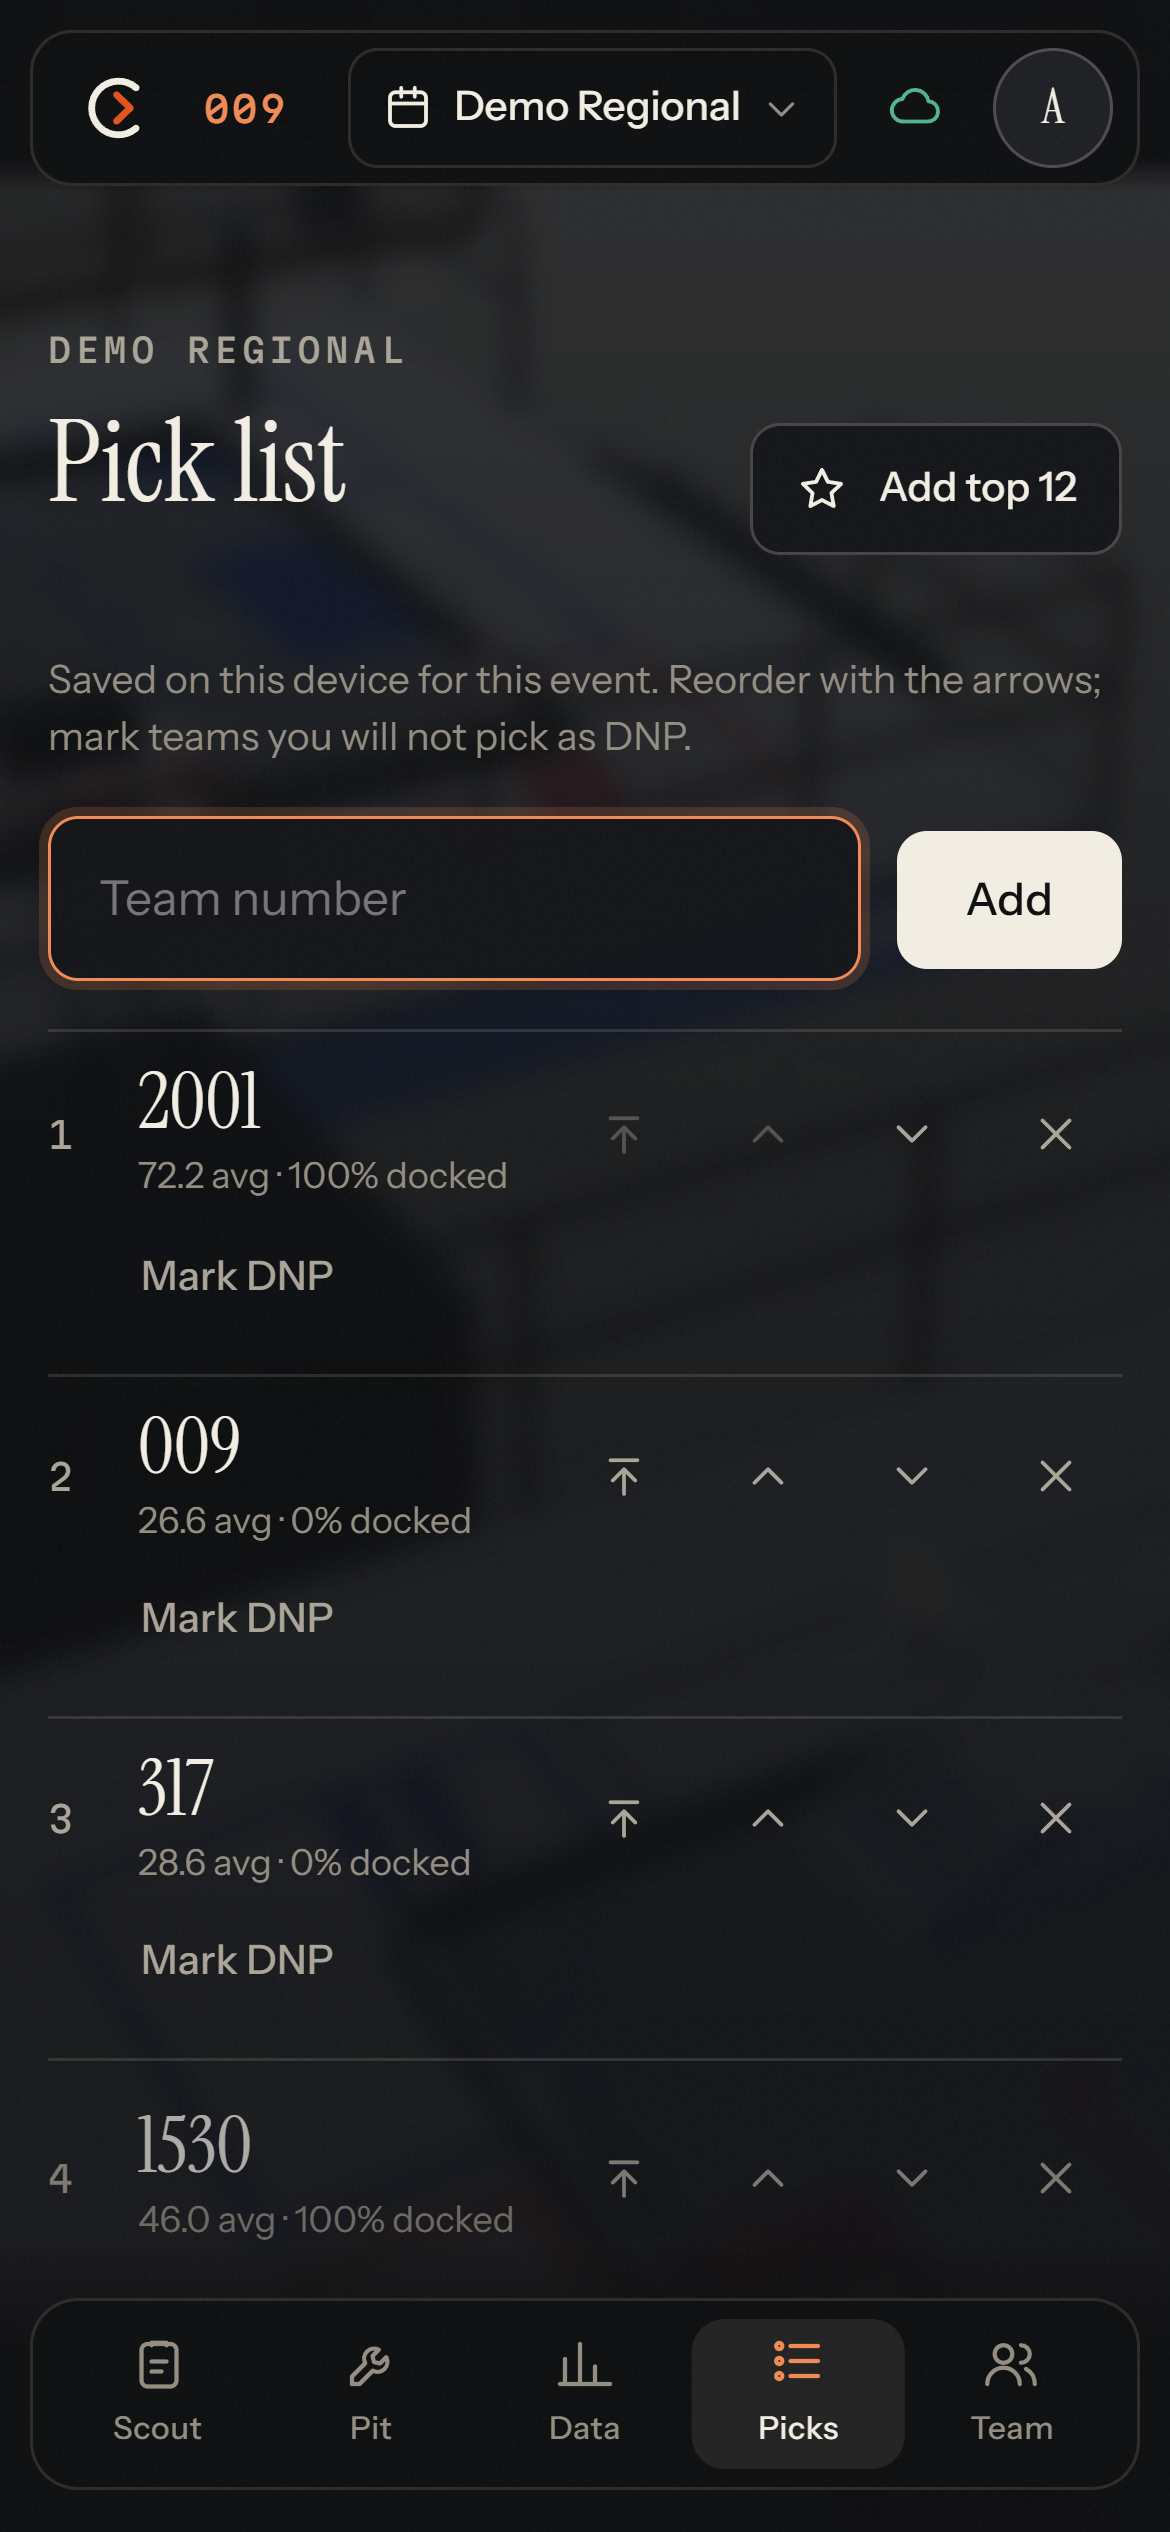 009
Demo Regional
A
DEMO REGIONAL
Pick list
Add top 12
Saved on this device for this event. Reorder with the arrows;
mark teams you will not pick as DNP.
Team number
Add
1
2001
72.2 avg · 100% docked
Mark DNP
2
009
26.6 avg · 0% docked
Mark DNP
3
317
28.6 avg · 0% docked
Mark DNP
4
1530
46.0 avg · 100% docked
Scout
Pit
Data
Picks
Team